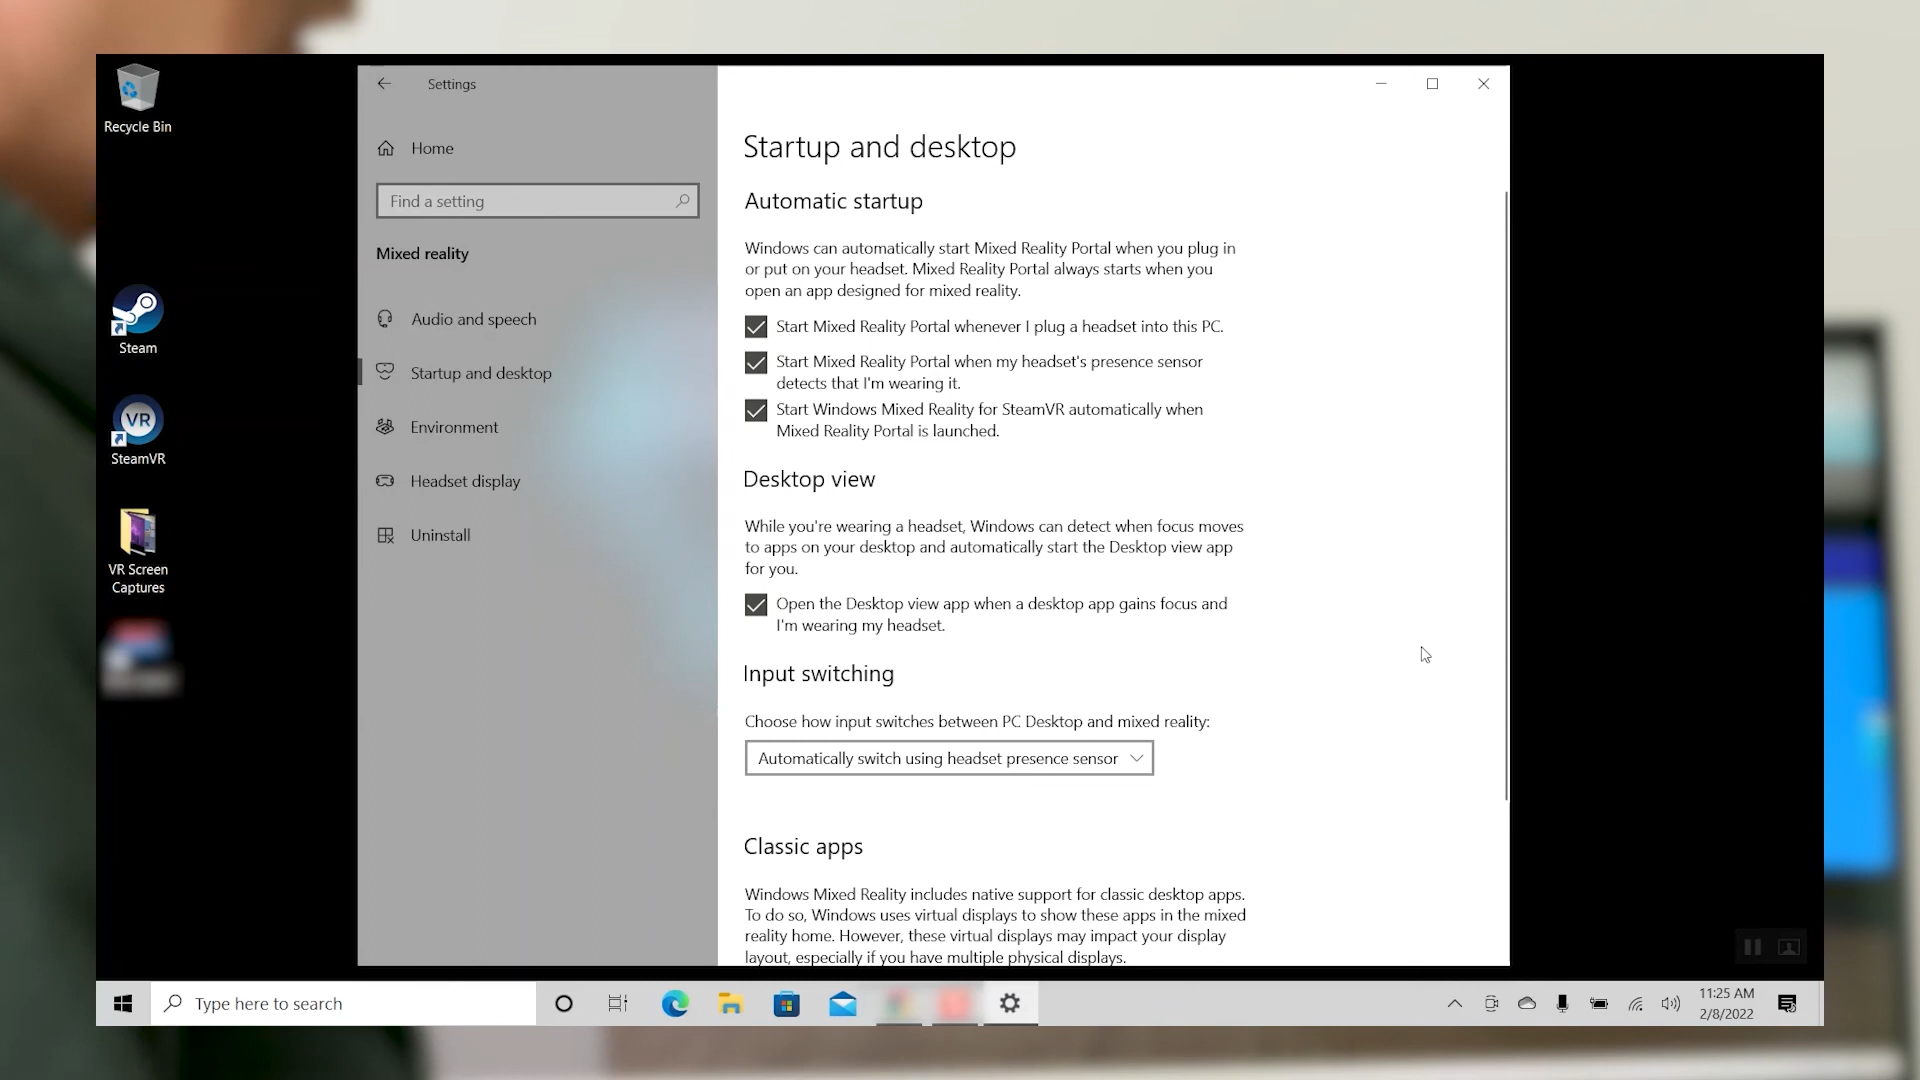 Recycle Bin
Steam
VR
SteamVR
VR Screen
Captures
Settings
Home
Find a setting
Mixed reality
Audio and speech
Startup and desktop
Environment
Headset display
Uninstall
Startup and desktop
Automatic startup
Windows can automatically start Mixed Reality Portal when you plug in
or put on your headset. Mixed Reality Portal always starts when you
open an app designed for mixed reality.
Start Mixed Reality Portal whenever I plug a headset into this PC.
Start Mixed Reality Portal when my headset's presence sensor
detects that I'm wearing it.
Start Windows Mixed Reality for SteamVR automatically when
Mixed Reality Portal is launched.
Desktop view
While you're wearing a headset, Windows can detect when focus moves
to apps on your desktop and automatically start the Desktop view app
for you.
Open the Desktop view app when a desktop app gains focus and
I'm wearing my headset.
Input switching
Choose how input switches between PC Desktop and mixed reality:
Automatically switch using headset presence sensor
Classic apps
Windows Mixed Reality includes native support for classic desktop apps.
To do so, Windows uses virtual displays to show these apps in the mixed
reality home. However, these virtual displays may impact your display
layout, especially if you have multiple physical displays.
Type here to search
11:25 AM
2/8/2022